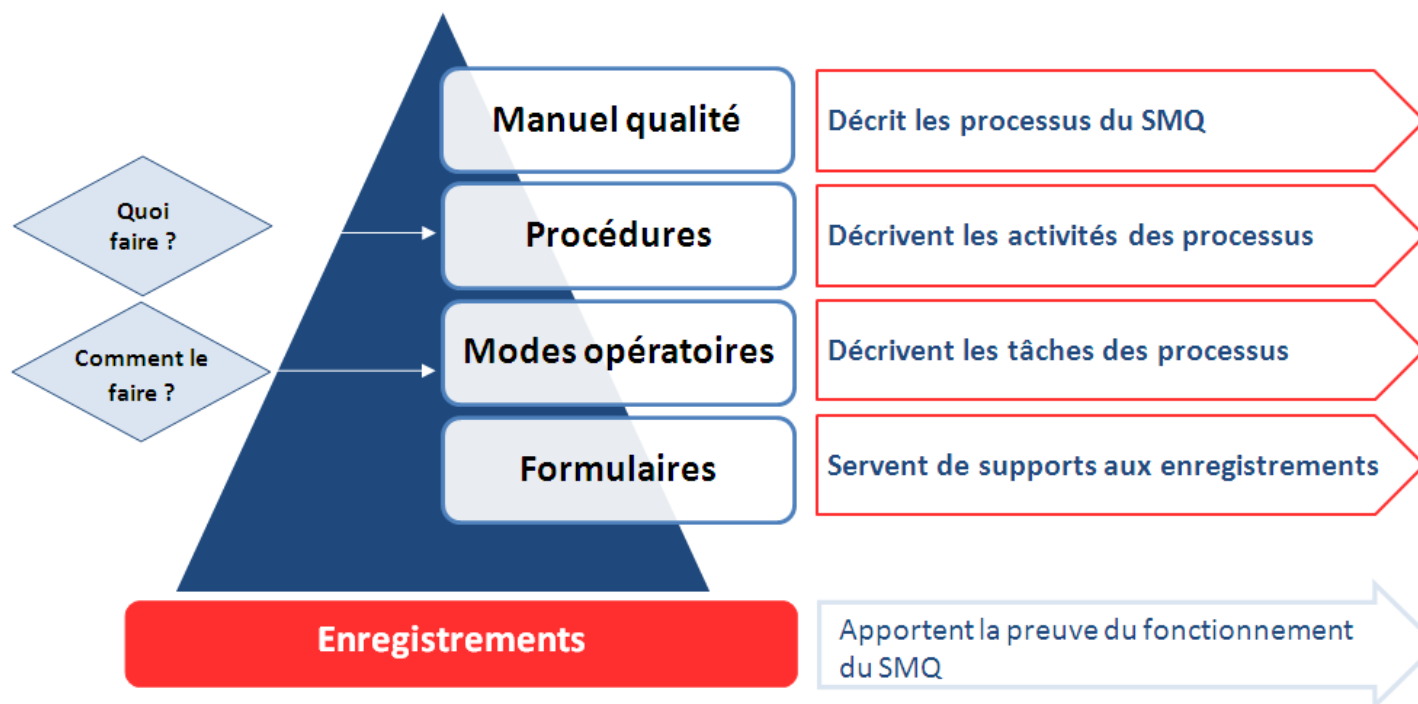 Manuel qualité
Décrit les processus du SMQ
Quoi
faire ?
Procédures
Décrivent les activités des processus
Comment le
faire ?
Modes opératoires
Décrivent les tâches des processus
Formulaires
Servent de supports aux enregistrements
Enregistrements
Apportent la preuve du fonctionnement
du SMQ